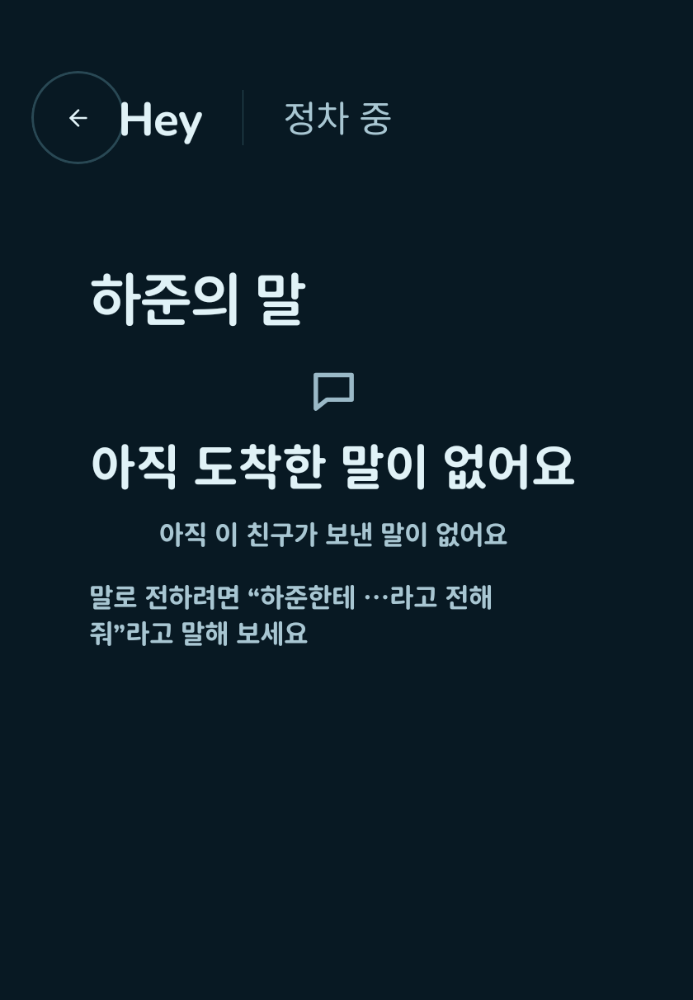 Hey
정차 중
하준의 말
아직 도착한 말이 없어요
아직 이 친구가 보낸 말이 없어요
말로 전하려면 “하준한테 …라고 전해
줘”라고 말해 보세요